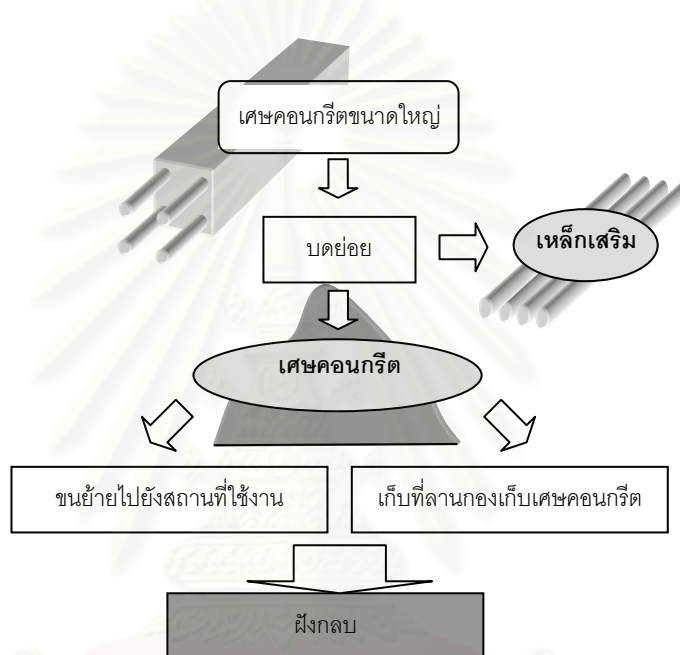 เศษคอนกรีตขนาดใหญ่
บดย่อย
เหล็กเสริม
เศษคอนกรีต
ขนย้ายไปยังสถานที่ใช้งาน
เก็บที่ลานกองเก็บเศษคอนกรีต
ฝังกลบ